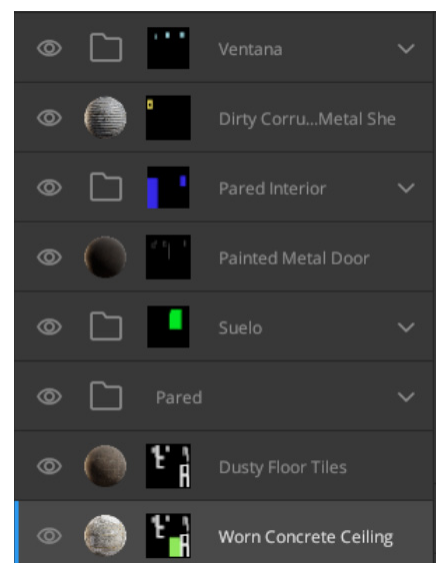 Ventana
Dirty Corru...Metal She
Pared Interior
Painted Metal Door
Suelo
Pared
Dusty Floor Tiles
Worn Concrete Ceiling